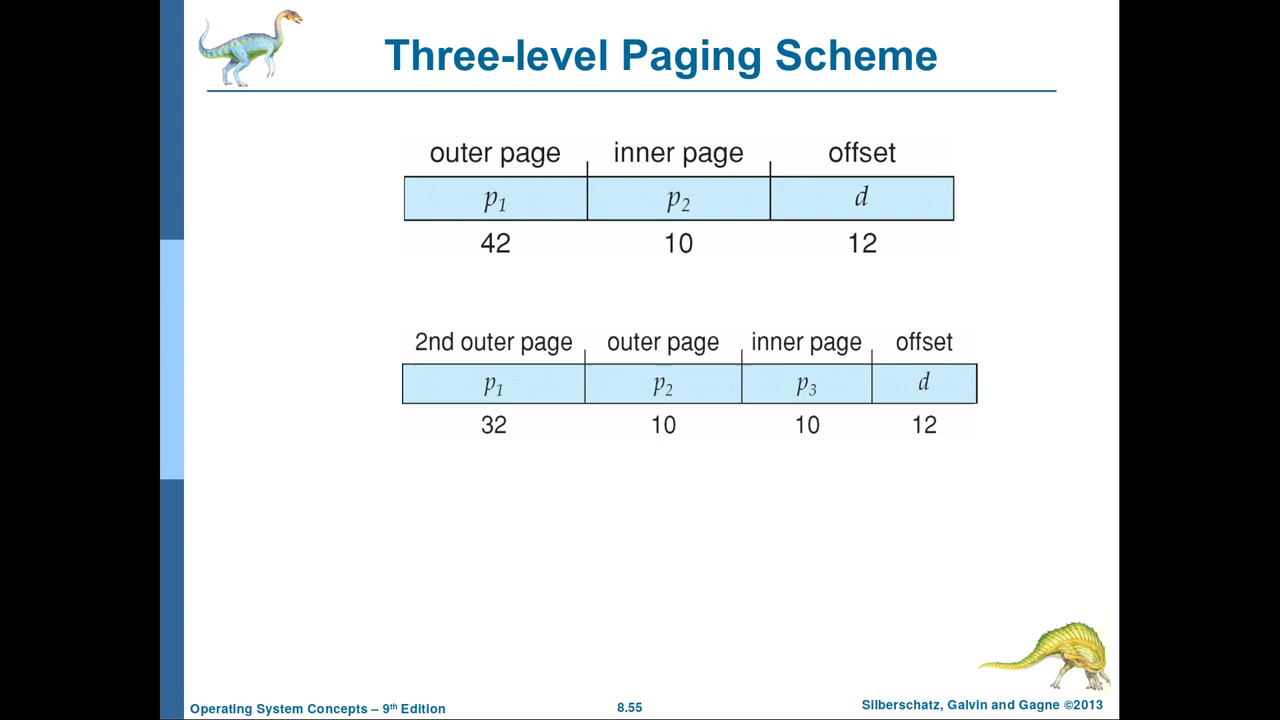 Three-level Paging Scheme
outer page inner page offset
p1 p2 d
42 10 12
2nd outer page outer page inner page offset
p1 p2 p3 d
32 10 10 12
Operating System Concepts – 9th Edition 8.55 Silberschatz, Galvin and Gagne ©2013